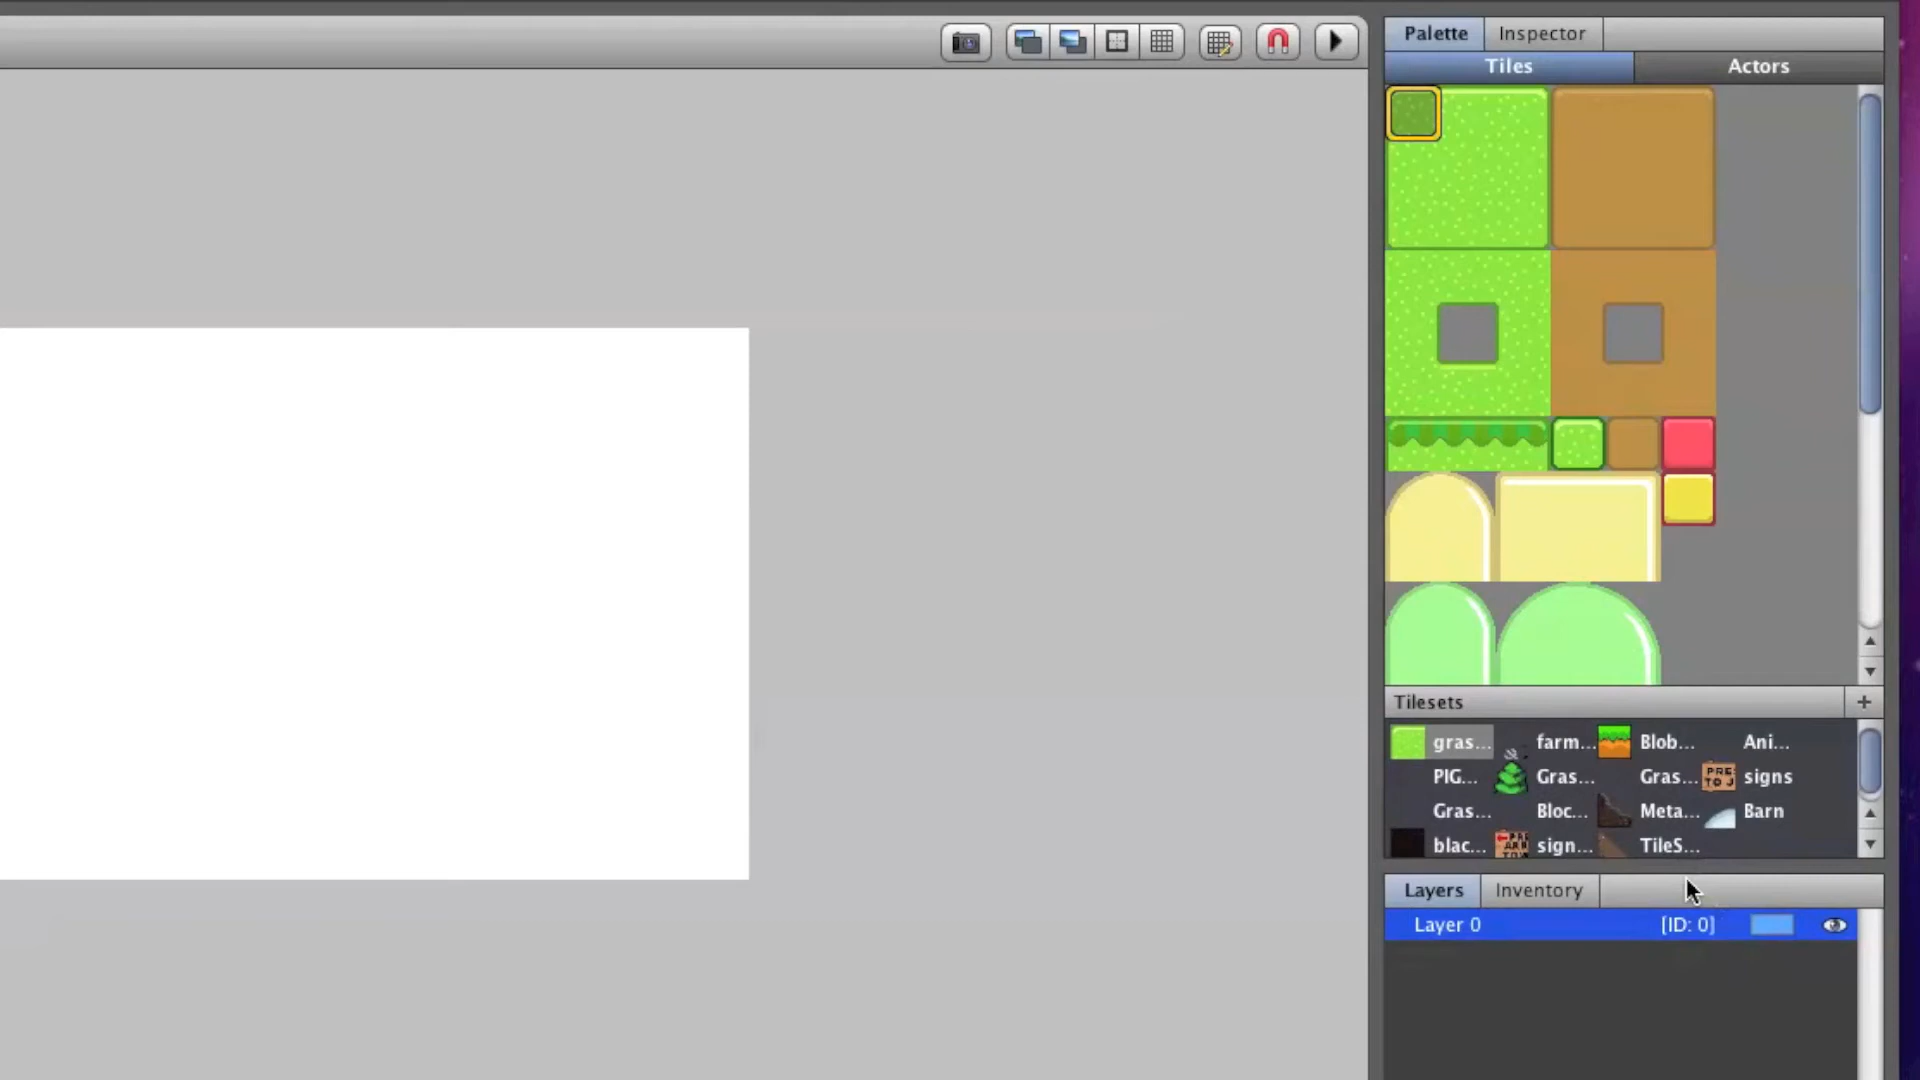 Palette Inspector
Tiles Actors
Tilesets +
gras... farm... Blob... Ani...
PIG... Gras... Gras... signs
Gras... Bloc... Meta... Barn
blac... sign... TileS...
Layers Inventory
Layer 0 [ID: 0]